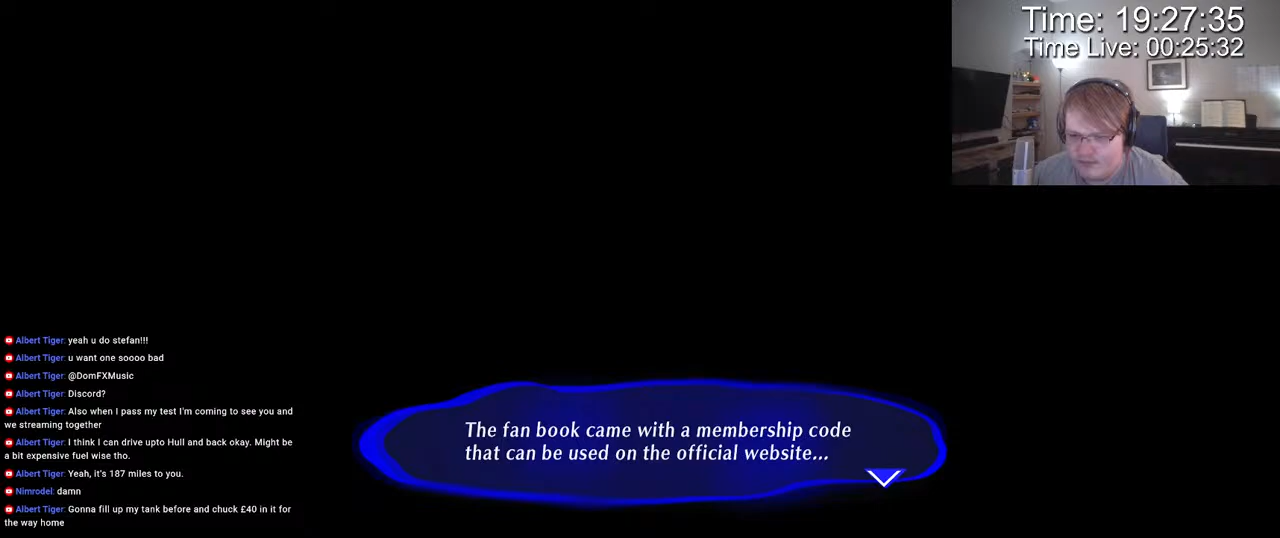 Time: 19:27:35
Time Live: 00:25:32
Albert Tiger: yeah u do stefan!!!
Albert Tiger: u want one soooo bad
Albert Tiger: @DomFXMusic
Albert Tiger: Discord?
Albert Tiger: Also when I pass my test I'm coming to see you and
we streaming together
Albert Tiger: I think I can drive upto Hull and back okay. Might be
a bit expensive fuel wise tho.
Albert Tiger: Yeah, it's 187 miles to you.
Nimrodel: damn
Albert Tiger: Gonna fill up my tank before and chuck £40 in it for
the way home
The fan book came with a membership code
that can be used on the official website...